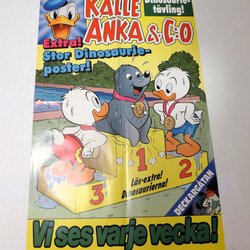 Dinosaurie-
tävling!
KALLE
ANKA & C:O
Extra!
Stor Dinosaurie-
poster!
1
2
3
Läs-extra!
Dinosaurierna!
DECKARGÅTAN
Vi ses varje vecka!